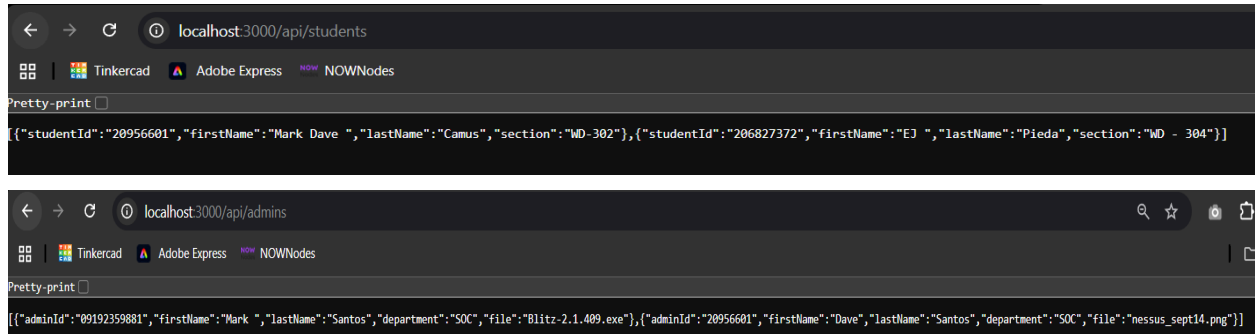 localhost:3000/api/students
Tinkercad Adobe Express NOW NOWNodes
Pretty-print
[{"studentId":"20956601","firstName":"Mark Dave ","lastName":"Camus","section":"WD-302"},{"studentId":"206827372","firstName":"EJ ","lastName":"Pieda","section":"WD - 304"}]
localhost:3000/api/admins
Tinkercad Adobe Express NOW NOWNodes
Pretty-print
[{"adminId":"09192359881","firstName":"Mark ","lastName":"Santos","department":"SOC","file":"Blitz-2.1.409.exe"},{"adminId":"20956601","firstName":"Dave","lastName":"Santos","department":"SOC","file":"nessus_sept14.png"}]